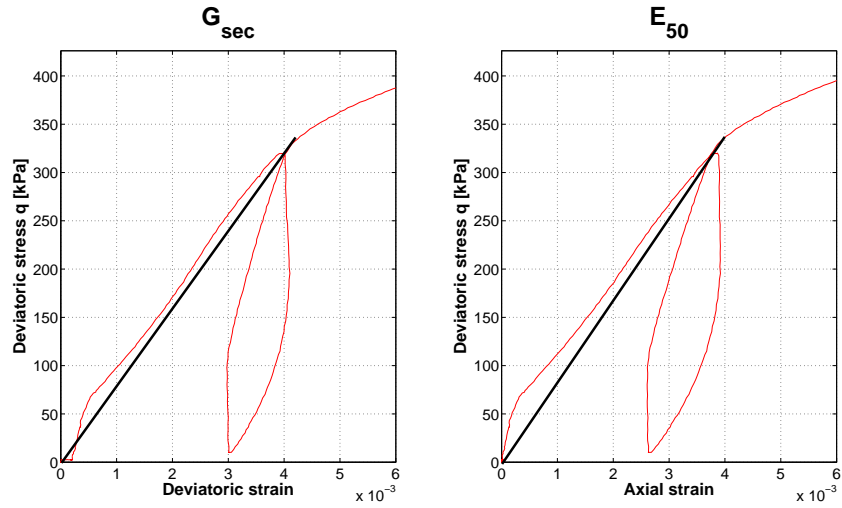 G_sec
Deviatoric stress q [kPa]
400
350
300
250
200
150
100
50
0
0 1 2 3 4 5 6
Deviatoric strain
x 10^-3
E_50
Deviatoric stress q [kPa]
400
350
300
250
200
150
100
50
0
0 1 2 3 4 5 6
Axial strain
x 10^-3